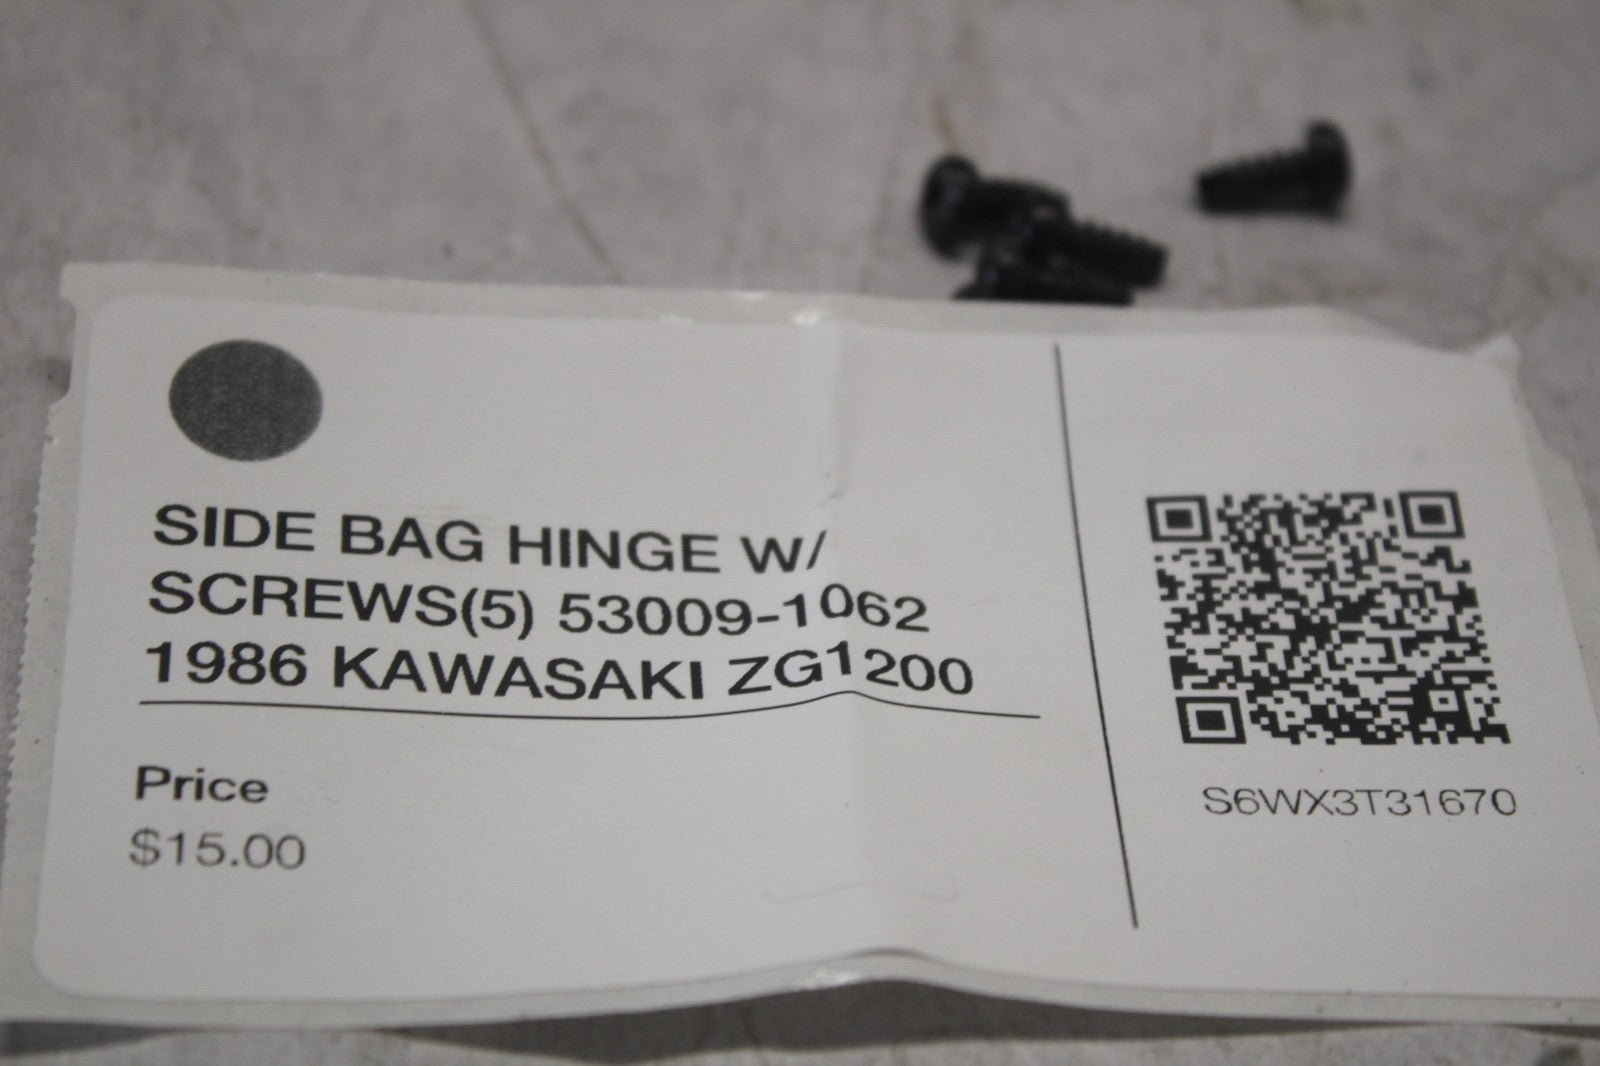 SIDE BAG HINGE W/
SCREWS(5) 53009-1062
1986 KAWASAKI ZG1200
Price
$15.00
S6WX3T31670